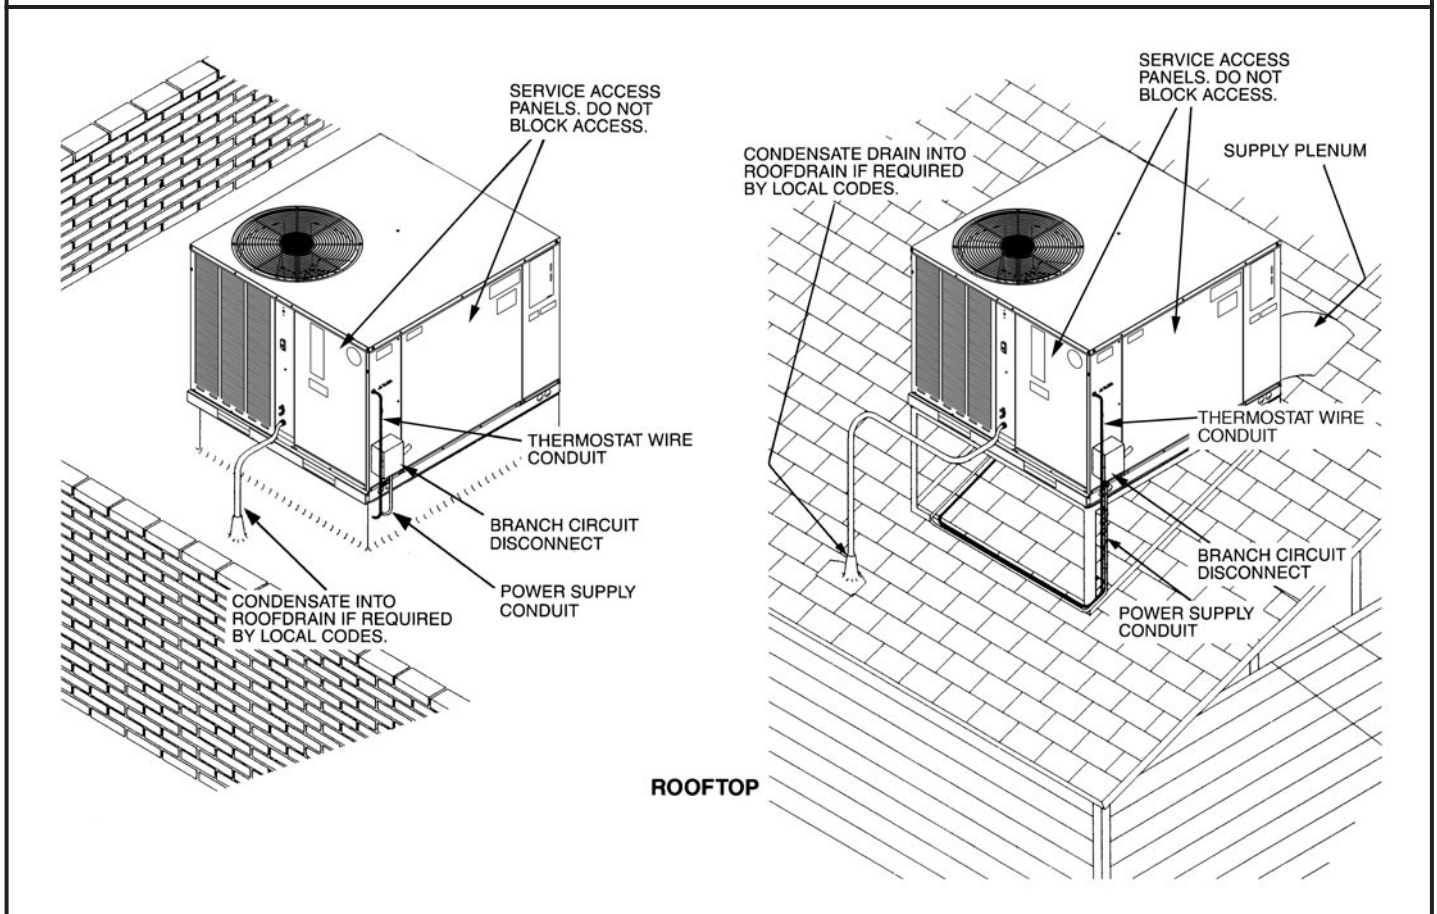 SERVICE ACCESS
PANELS. DO NOT
BLOCK ACCESS.
THERMOSTAT WIRE
CONDUIT
BRANCH CIRCUIT
DISCONNECT
POWER SUPPLY
CONDUIT
CONDENSATE INTO
ROOFDRAIN IF REQUIRED
BY LOCAL CODES.
SERVICE ACCESS
PANELS. DO NOT
BLOCK ACCESS.
SUPPLY PLENUM
CONDENSATE DRAIN INTO
ROOFDRAIN IF REQUIRED
BY LOCAL CODES.
THERMOSTAT WIRE
CONDUIT
BRANCH CIRCUIT
DISCONNECT
POWER SUPPLY
CONDUIT
ROOFTOP